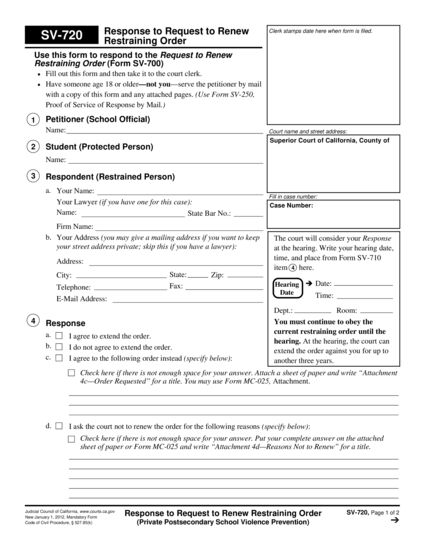 SV-720
Response to Request to Renew
Restraining Order
Clerk stamps date here when form is filed.
Use this form to respond to the Request to Renew
Restraining Order (Form SV-700)
• Fill out this form and then take it to the court clerk.
• Have someone age 18 or older—not you—serve the petitioner by mail
with a copy of this form and any attached pages. (Use Form SV-250,
Proof of Service of Response by Mail.)
1 Petitioner (School Official)
Name:
Court name and street address:
Superior Court of California, County of
2 Student (Protected Person)
Name:
3 Respondent (Restrained Person)
a. Your Name:
Your Lawyer (if you have one for this case):
Name: State Bar No.:
Firm Name:
Fill in case number:
Case Number:
b. Your Address (you may give a mailing address if you want to keep
your street address private; skip this if you have a lawyer):
Address:
City: State: Zip:
Telephone: Fax:
E-Mail Address:
The court will consider your Response
at the hearing. Write your hearing date,
time, and place from Form SV-710
item 4 here.
Hearing
Date
➔ Date:
Time:
Dept.: Room:
You must continue to obey the
current restraining order until the
hearing. At the hearing, the court can
extend the order against you for up to
another three years.
4 Response
a. I agree to extend the order.
b. I do not agree to extend the order.
c. I agree to the following order instead (specify below):
Check here if there is not enough space for your answer. Attach a sheet of paper and write “Attachment
4c—Order Requested” for a title. You may use Form MC-025, Attachment.
d. I ask the court not to renew the order for the following reasons (specify below):
Check here if there is not enough space for your answer. Put your complete answer on the attached
sheet of paper or Form MC-025 and write “Attachment 4d—Reasons Not to Renew” for a title.
Judicial Council of California, www.courts.ca.gov
New January 1, 2012, Mandatory Form
Code of Civil Procedure, § 527.85(k)
Response to Request to Renew Restraining Order
(Private Postsecondary School Violence Prevention)
SV-720, Page 1 of 2
➔